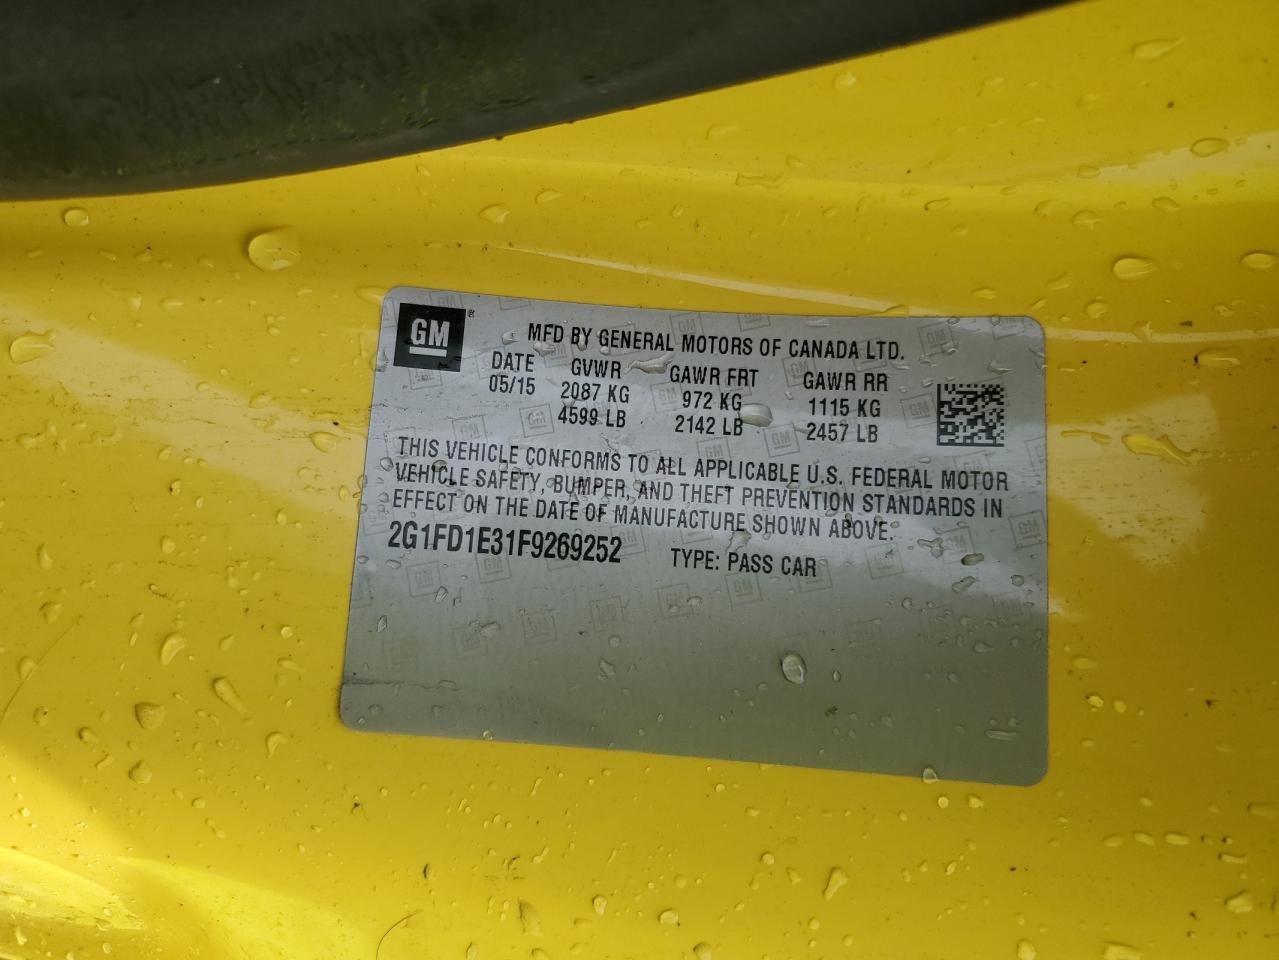 GM ®
MFD BY GENERAL MOTORS OF CANADA LTD.
DATE GVWR GAWR FRT GAWR RR
05/15 2087 KG 972 KG 1115 KG
4599 LB 2142 LB 2457 LB
THIS VEHICLE CONFORMS TO ALL APPLICABLE U.S. FEDERAL MOTOR
VEHICLE SAFETY, BUMPER, AND THEFT PREVENTION STANDARDS IN
EFFECT ON THE DATE OF MANUFACTURE SHOWN ABOVE.
2G1FD1E31F9269252 TYPE: PASS CAR